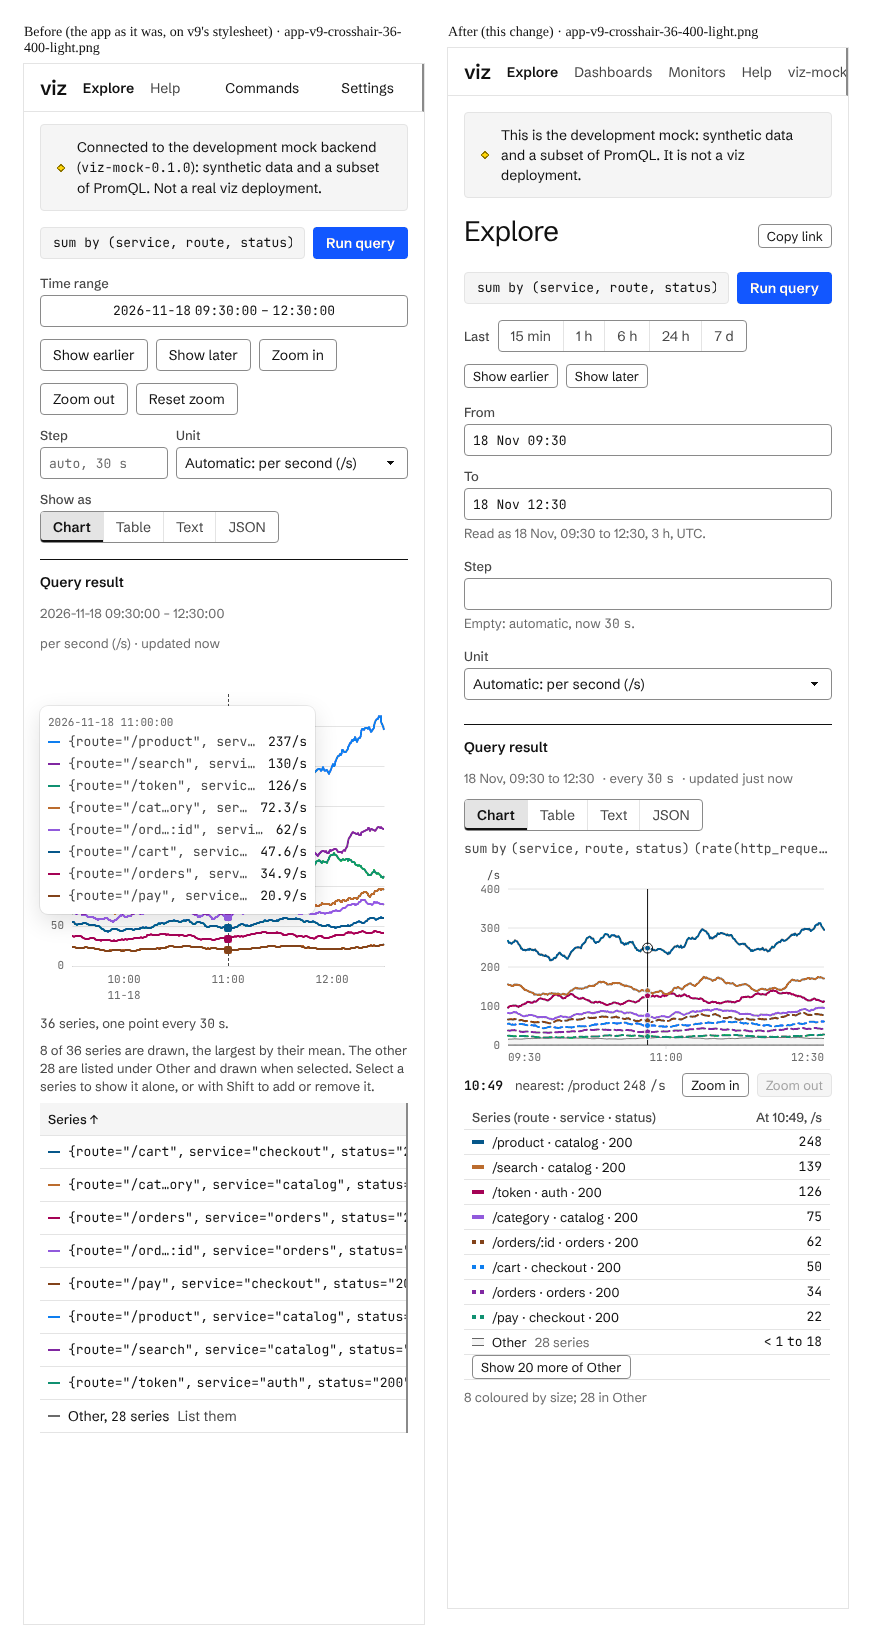 Before (the app as it was, on v9's stylesheet) · app-v9-crosshair-36-
400-light.png
viz Explore Help Commands Settings
Connected to the development mock backend
(viz-mock-0.1.0): synthetic data and a subset
of PromQL. Not a real viz deployment.
sum by (service, route, status)
Run query
Time range
2026-11-18 09:30:00 – 12:30:00
Show earlier Show later Zoom in
Zoom out Reset zoom
Step Unit
auto, 30 s Automatic: per second (/s)
Show as
Chart Table Text JSON
Query result
2026-11-18 09:30:00 – 12:30:00
per second (/s) · updated now
2026-11-18 11:00:00
{route="/product", serv… 237/s
{route="/search", servi… 130/s
{route="/token", servic… 126/s
{route="/cat…ory", ser… 72.3/s
{route="/ord…:id", servi… 62/s
{route="/cart", servic… 47.6/s
{route="/orders", serv… 34.9/s
{route="/pay", service… 20.9/s
50
0
10:00 11:00 12:00
11-18
36 series, one point every 30 s.
8 of 36 series are drawn, the largest by their mean. The other
28 are listed under Other and drawn when selected. Select a
series to show it alone, or with Shift to add or remove it.
Series ↑
{route="/cart", service="checkout", status="2
{route="/cat…ory", service="catalog", status=
{route="/orders", service="orders", status="2
{route="/ord…:id", service="orders", status="
{route="/pay", service="checkout", status="20
{route="/product", service="catalog", status="
{route="/search", service="catalog", status="
{route="/token", service="auth", status="200"
Other, 28 series List them
After (this change) · app-v9-crosshair-36-400-light.png
viz Explore Dashboards Monitors Help viz-mock
This is the development mock: synthetic data
and a subset of PromQL. It is not a viz
deployment.
Explore
Copy link
sum by (service, route, status)
Run query
Last 15 min 1 h 6 h 24 h 7 d
Show earlier Show later
From
18 Nov 09:30
To
18 Nov 12:30
Read as 18 Nov, 09:30 to 12:30, 3 h, UTC.
Step
Empty: automatic, now 30 s.
Unit
Automatic: per second (/s)
Query result
18 Nov, 09:30 to 12:30 · every 30 s · updated just now
Chart Table Text JSON
sum by (service, route, status) (rate(http_reque…
/s
400
300
200
100
0
09:30 11:00 12:30
10:49 nearest: /product 248 /s Zoom in Zoom out
Series (route · service · status) At 10:49, /s
/product · catalog · 200 248
/search · catalog · 200 139
/token · auth · 200 126
/category · catalog · 200 75
/orders/:id · orders · 200 62
/cart · checkout · 200 50
/orders · orders · 200 34
/pay · checkout · 200 22
Other 28 series < 1 to 18
Show 20 more of Other
8 coloured by size; 28 in Other